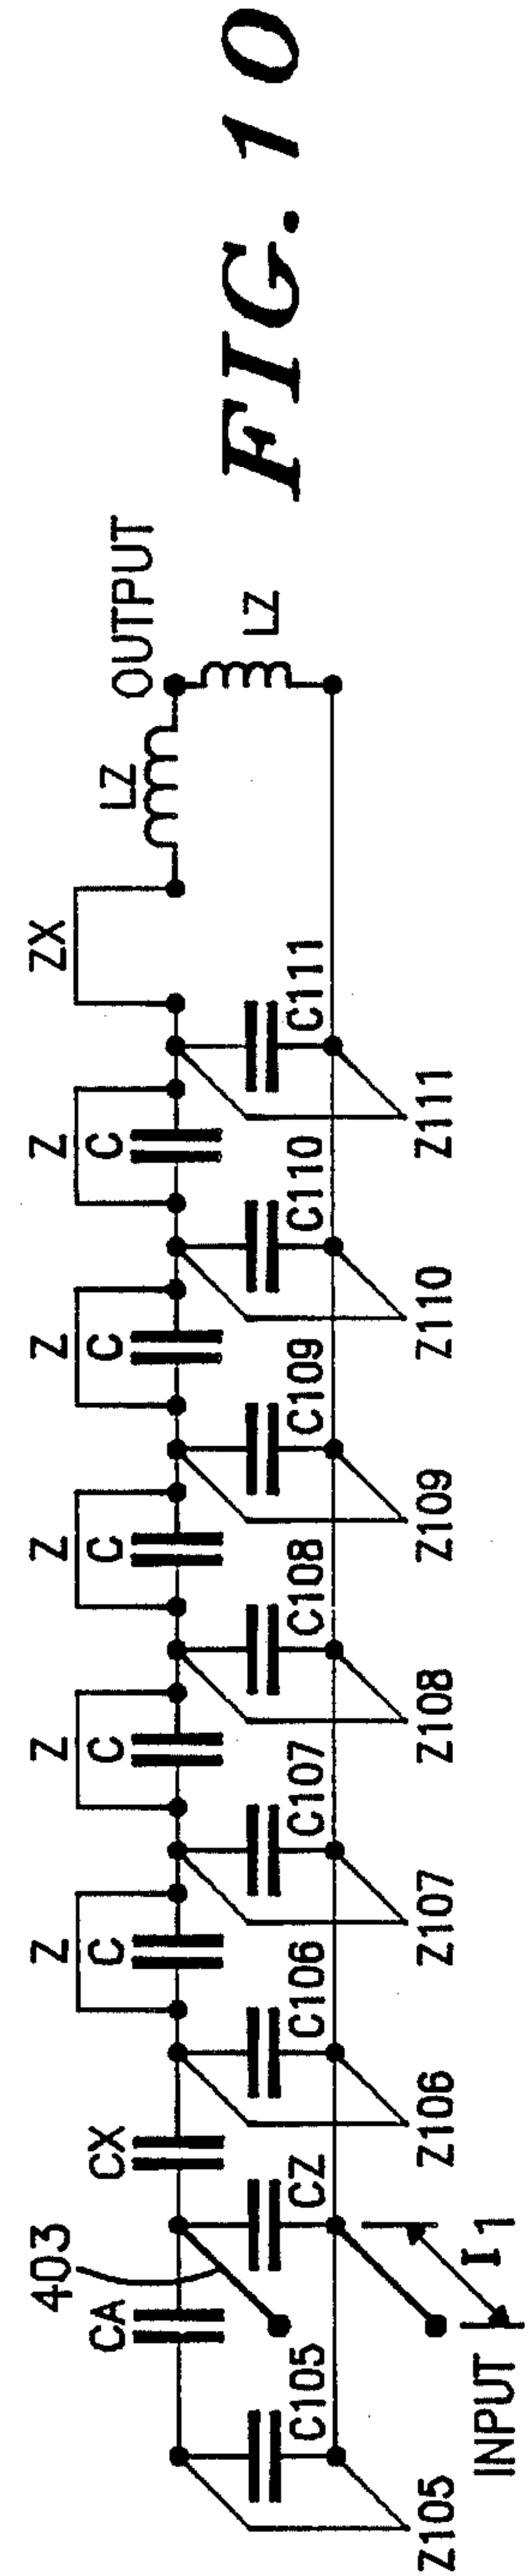 FIG. 10
OUTPUT
LZ
LZ
ZX
Z
C
C111
Z111
Z
C
C110
Z110
Z
C
C109
Z109
Z
C
C108
Z108
Z
C
C107
Z107
C106
Z106
CX
CZ
403
CA
C105
Z105
INPUT
I1